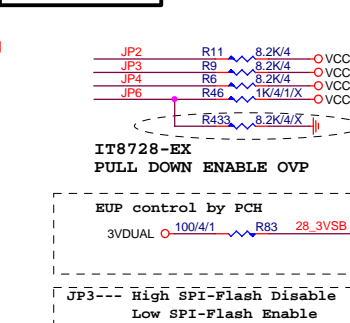 JP2 R11 8.2K/4 VCC
JP3 R9 8.2K/4 VCC
JP4 R6 8.2K/4 VCC
JP6 R46 1K/4/1/X VCC
R433 8.2K/4/X
IT8728-EX
PULL DOWN ENABLE OVP
EUP control by PCH
3VDUAL 100/4/1 R83 28_3VSB
JP3--- High SPI-Flash Disable
Low SPI-Flash Enable